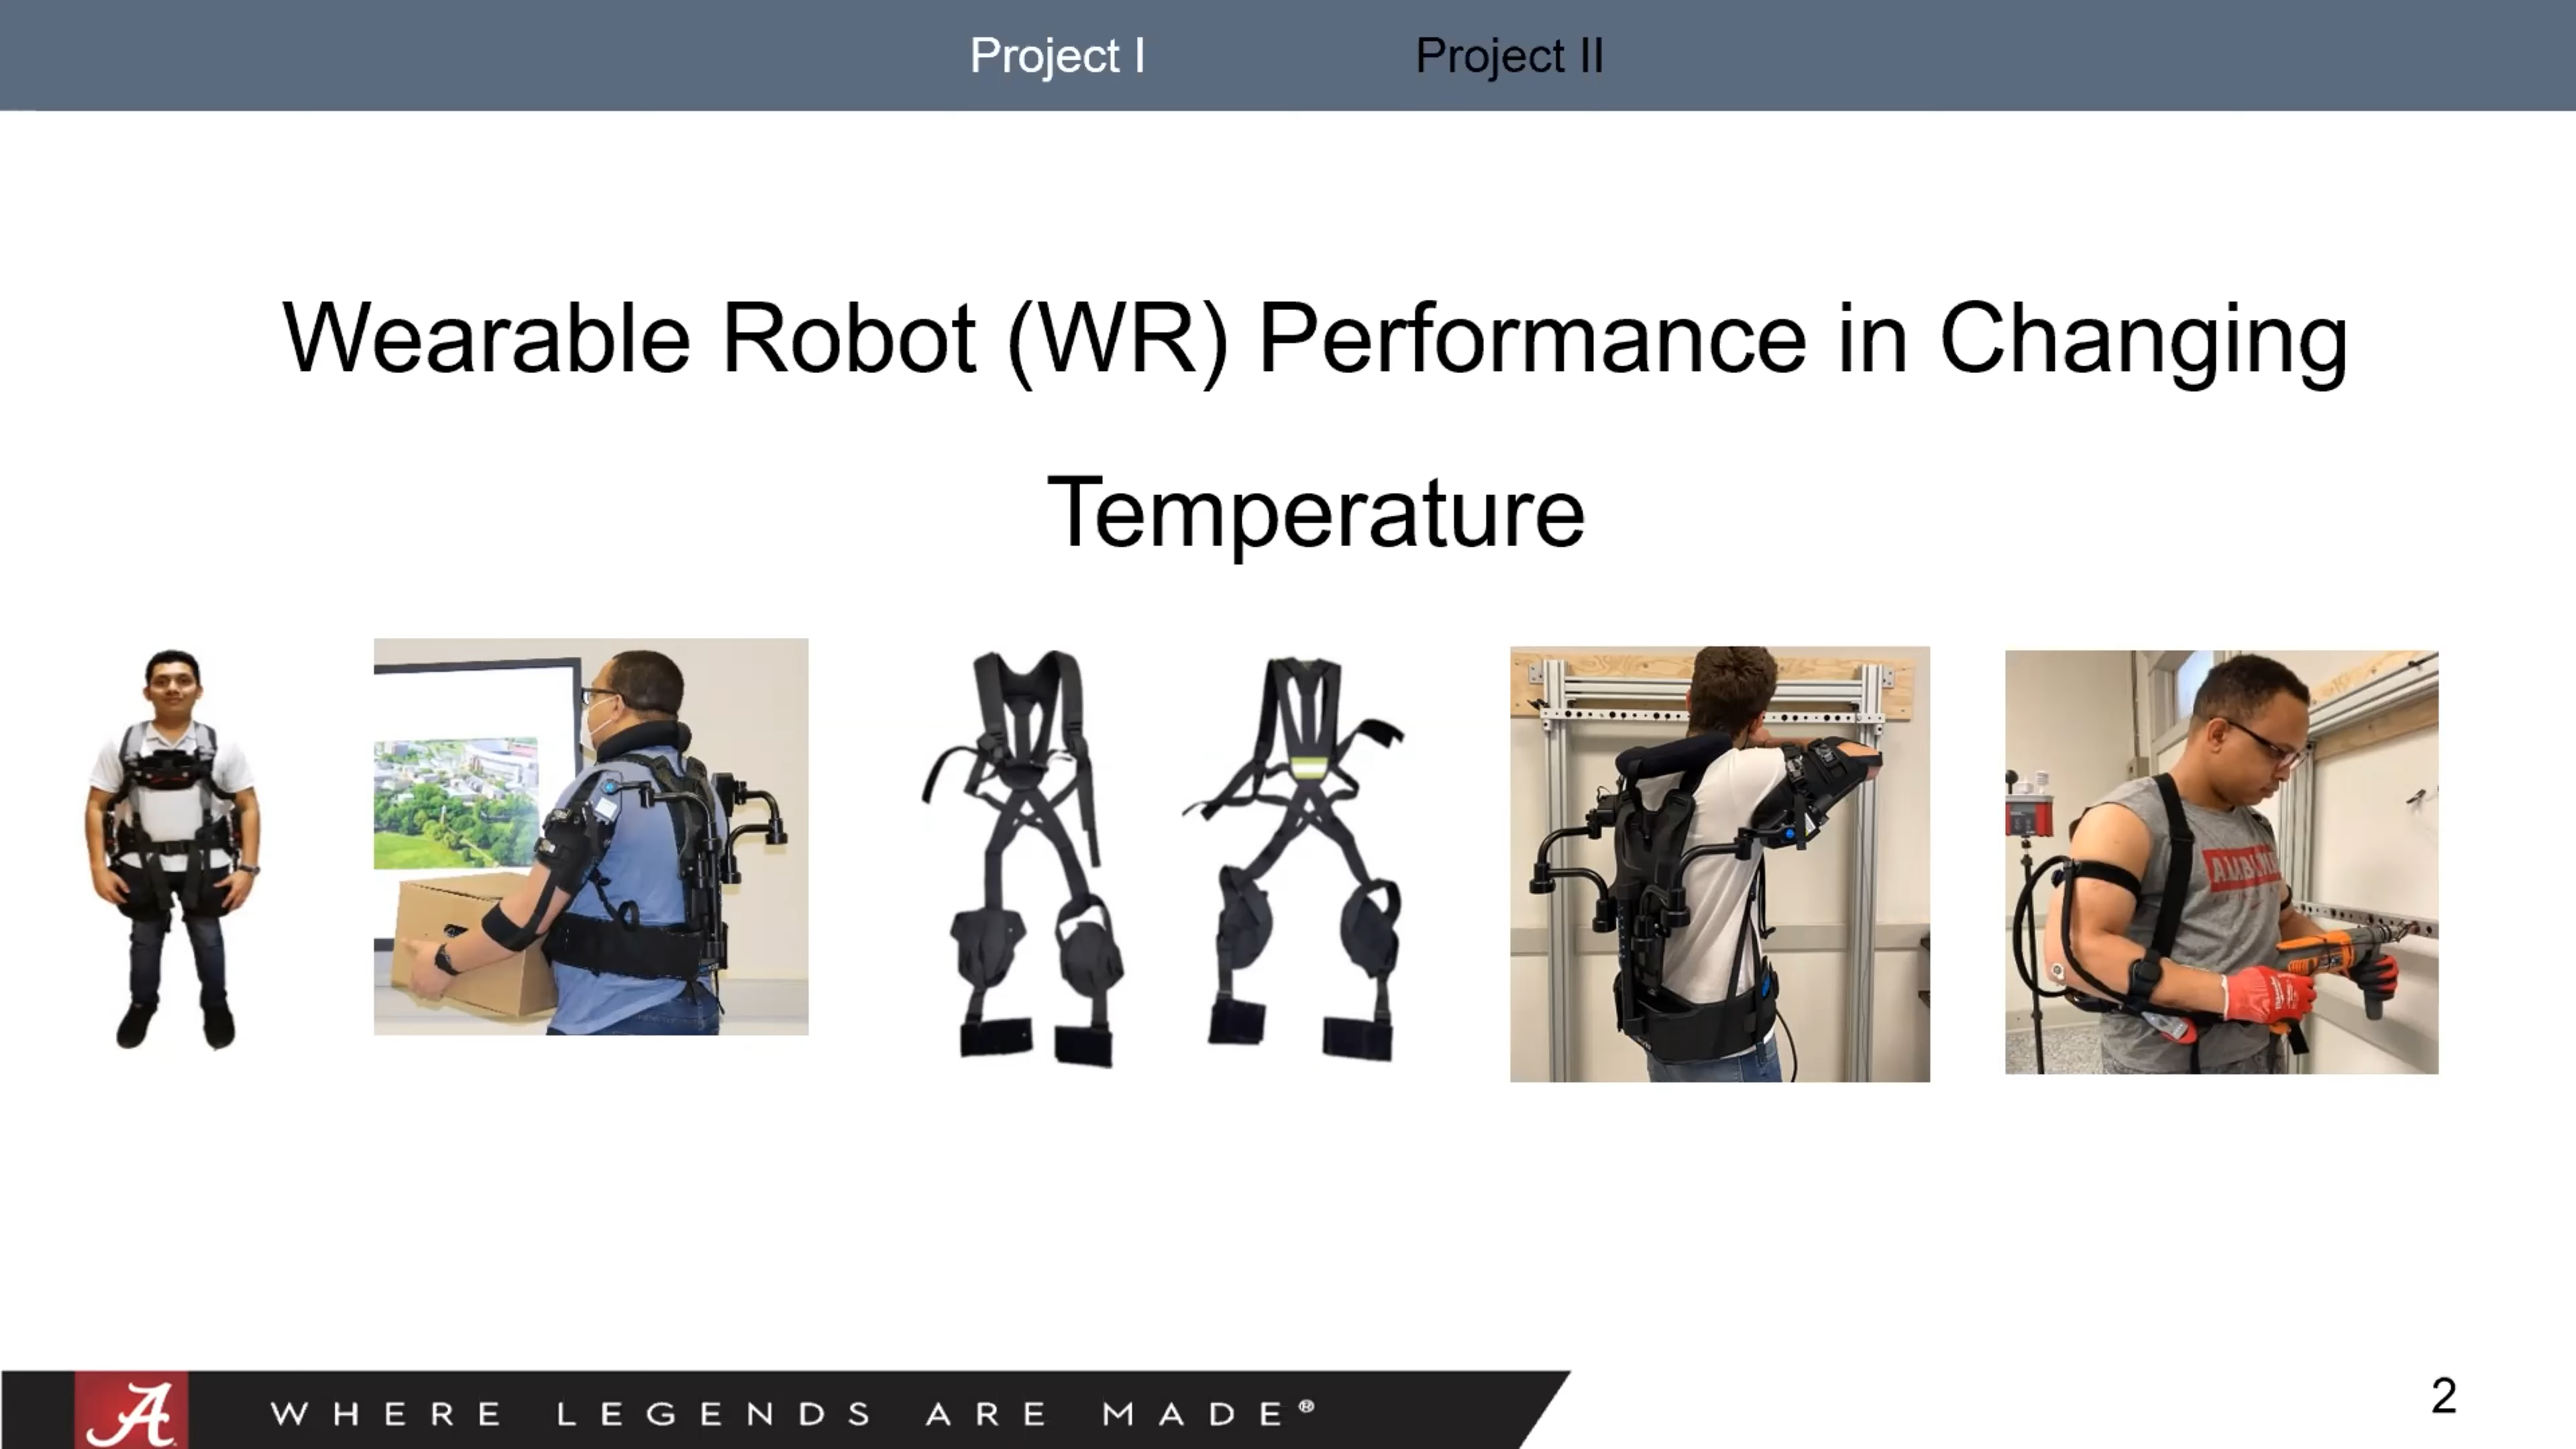 Project I
Project II
Wearable Robot (WR) Performance in Changing
Temperature
A
WHERE LEGENDS ARE MADE®
2